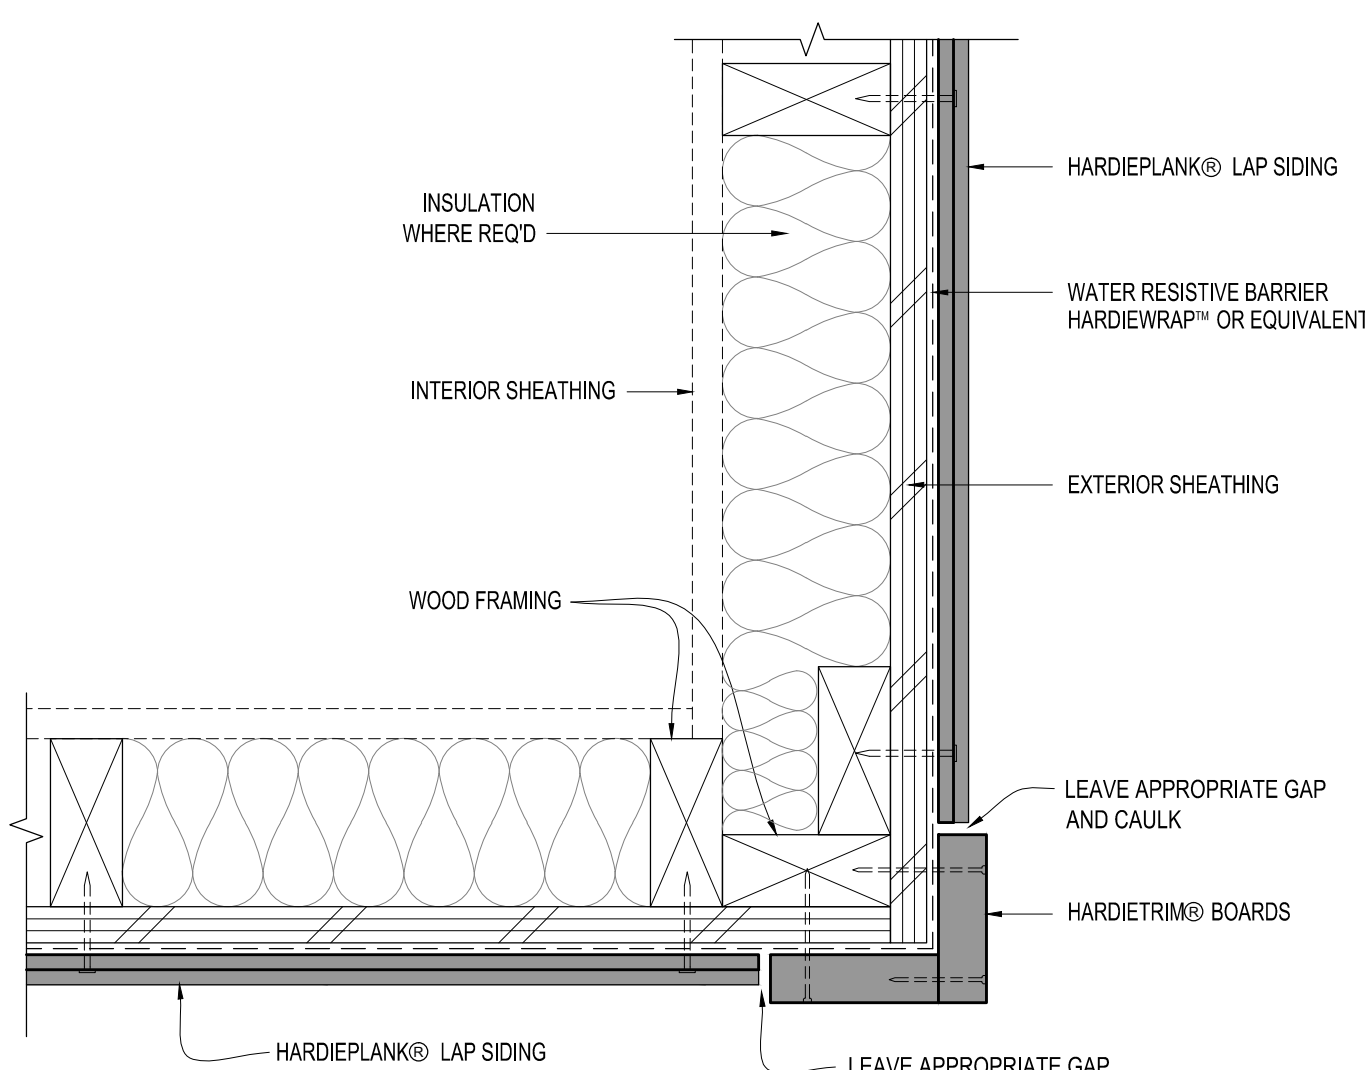 HARDIEPLANK® LAP SIDING
INSULATION
WHERE REQ'D
WATER RESISTIVE BARRIER
HARDIEWRAP™ OR EQUIVALENT
INTERIOR SHEATHING
EXTERIOR SHEATHING
WOOD FRAMING
LEAVE APPROPRIATE GAP
AND CAULK
HARDIETRIM® BOARDS
HARDIEPLANK® LAP SIDING
LEAVE APPROPRIATE GAP